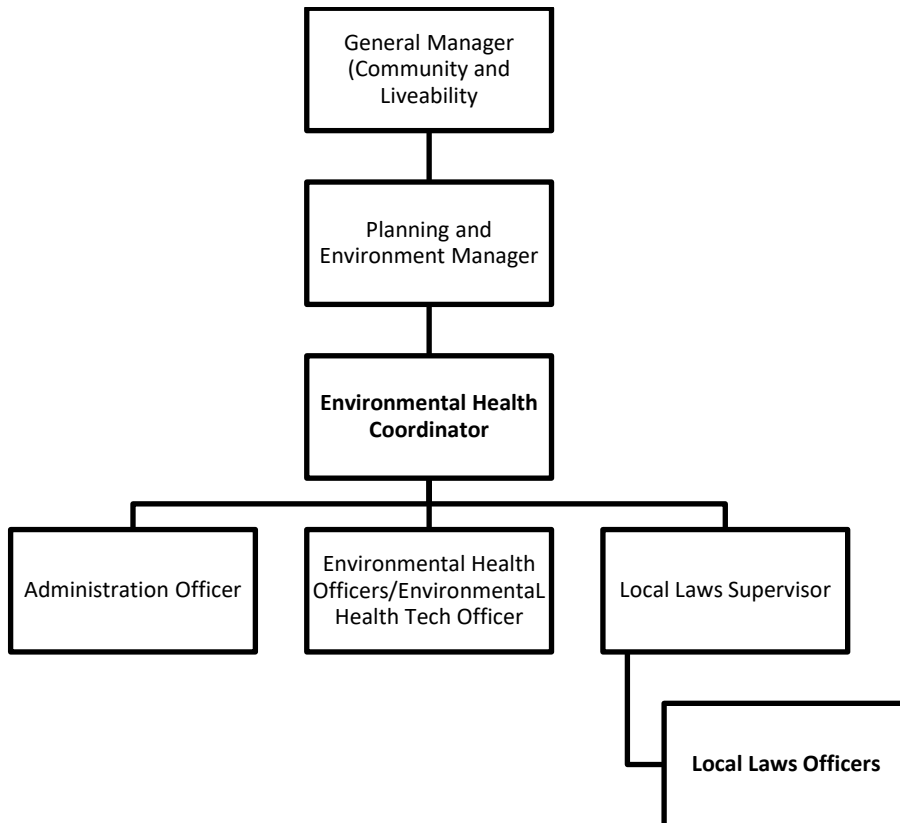 General Manager
(Community and
Liveability
Planning and
Environment Manager
Environmental Health
Coordinator
Administration Officer
Environmental Health
Officers/EnvironmentaL
Health Tech Officer
Local Laws Supervisor
Local Laws Officers